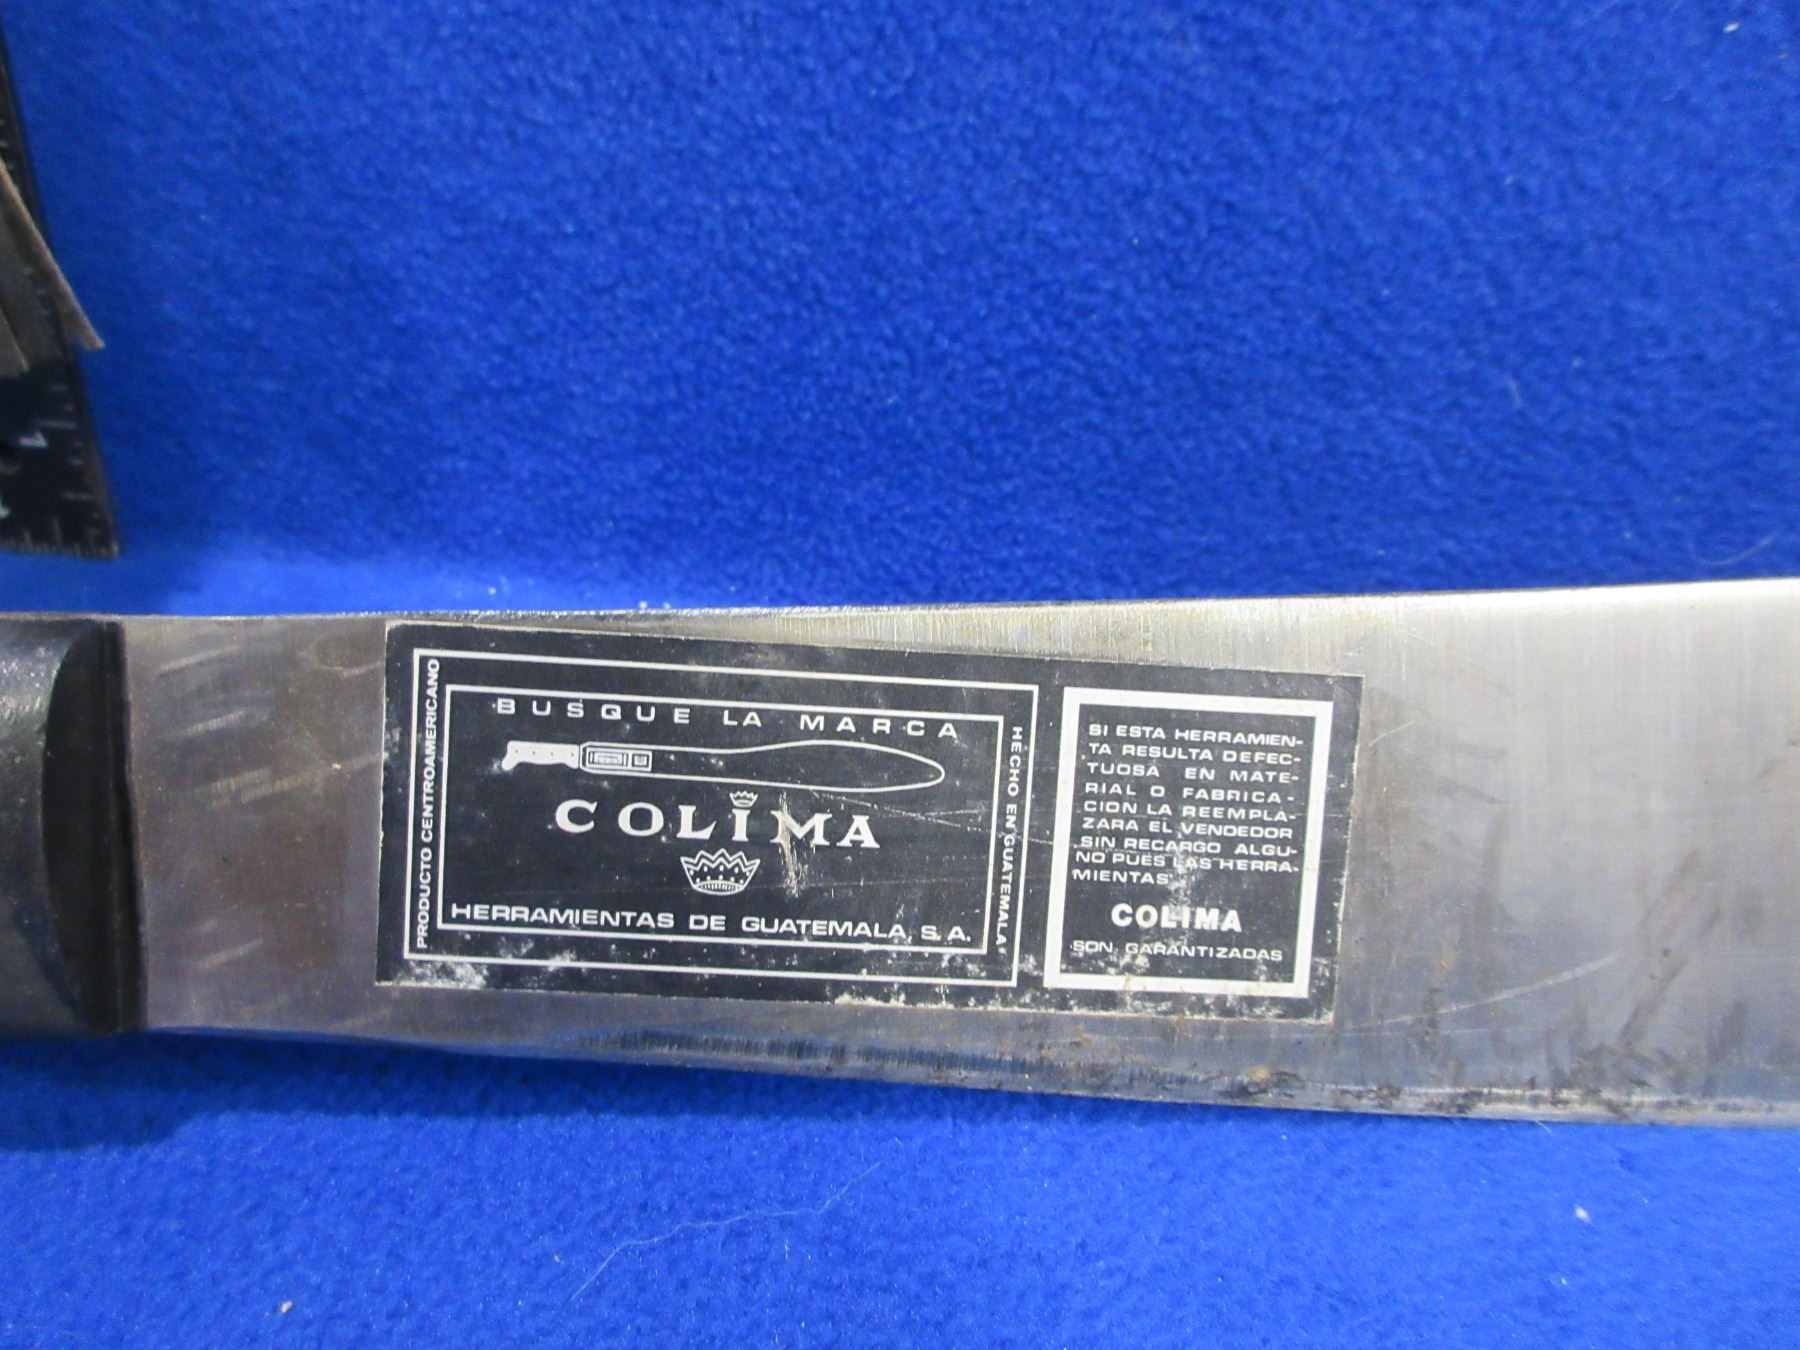 PRODUCTO CENTROAMERICANO
BUSQUE LA MARCA
COLIMA
HERRAMIENTAS DE GUATEMALA, S.A.
HECHO EN GUATEMALA
SI ESTA HERRAMIEN-
TA RESULTA DEFEC-
TUOSA EN MATE-
RIAL O FABRICA-
CION LA REEMPLA-
ZARA EL VENDEDOR
SIN RECARGO ALGU-
NO PUES LAS HERRA-
MIENTAS
COLIMA
SON GARANTIZADAS
1